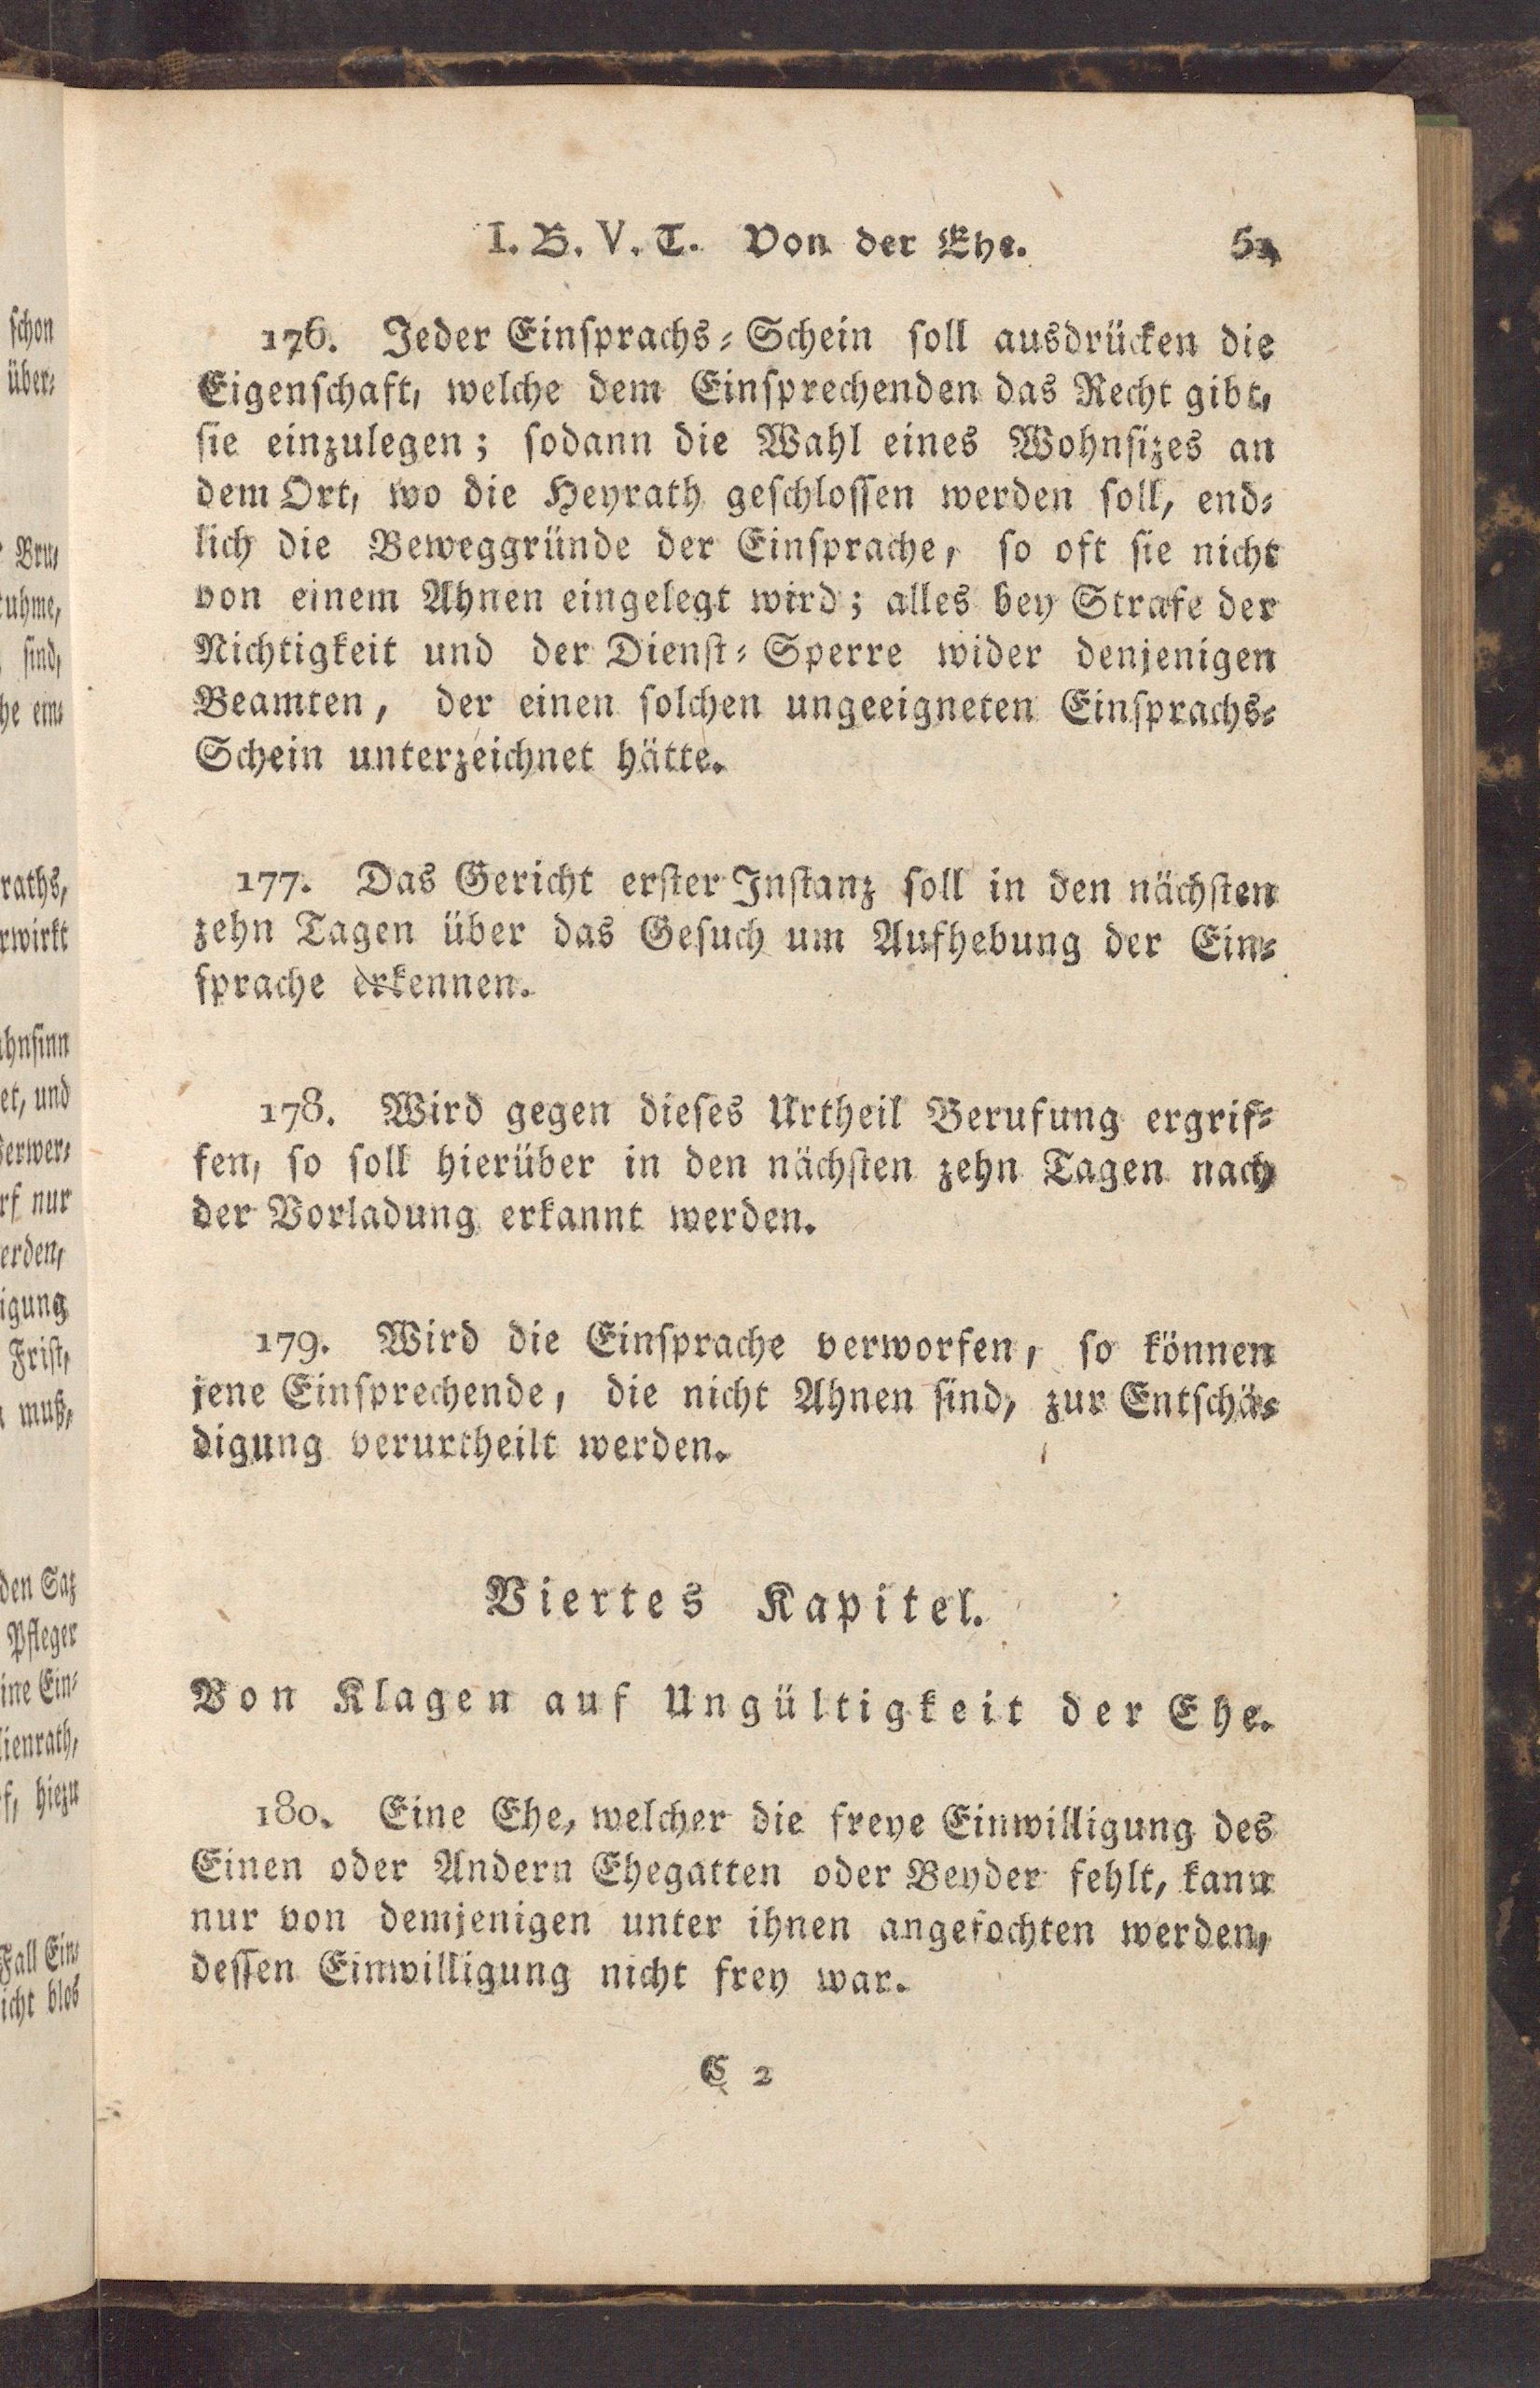 I. B. V. T. Von der Ehe.
176. Jeder Einsprachs-Schein soll ausdrücken die
Eigenschaft, welche dem Einsprechenden das Recht gibt,
sie einzulegen; sodann die Wahl eines Wohnsizes an
dem Ort, wo die Heyrath geschlossen werden soll, end-
lich die Beweggründe der Einsprache, so oft sie nicht
von einem Ahnen eingelegt wird; alles bey Strafe der
Nichtigkeit und der Dienst-Sperre wider denjenigen
Beamten, der einen solchen ungeeigneten Einsprachs-
Schein unterzeichnet hätte.
177. Das Gericht erster Instanz soll in den nächsten
zehn Tagen über das Gesuch um Aufhebung der Ein-
sprache erkennen.
178. Wird gegen dieses Urtheil Berufung ergrif-
fen, so soll hierüber in den nächsten zehn Tagen nach
der Vorladung erkannt werden.
179. Wird die Einsprache verworfen, so können
jene Einsprechende, die nicht Ahnen sind, zur Entschä-
digung verurtheilt werden.
Viertes Kapitel.
Von Klagen auf Ungültigkeit der Ehe.
180. Eine Ehe, welcher die freye Einwilligung des
Einen oder Andern Ehegatten oder Beyder fehlt, kann
nur von demjenigen unter ihnen angefochten werden,
dessen Einwilligung nicht frey war.
C 2